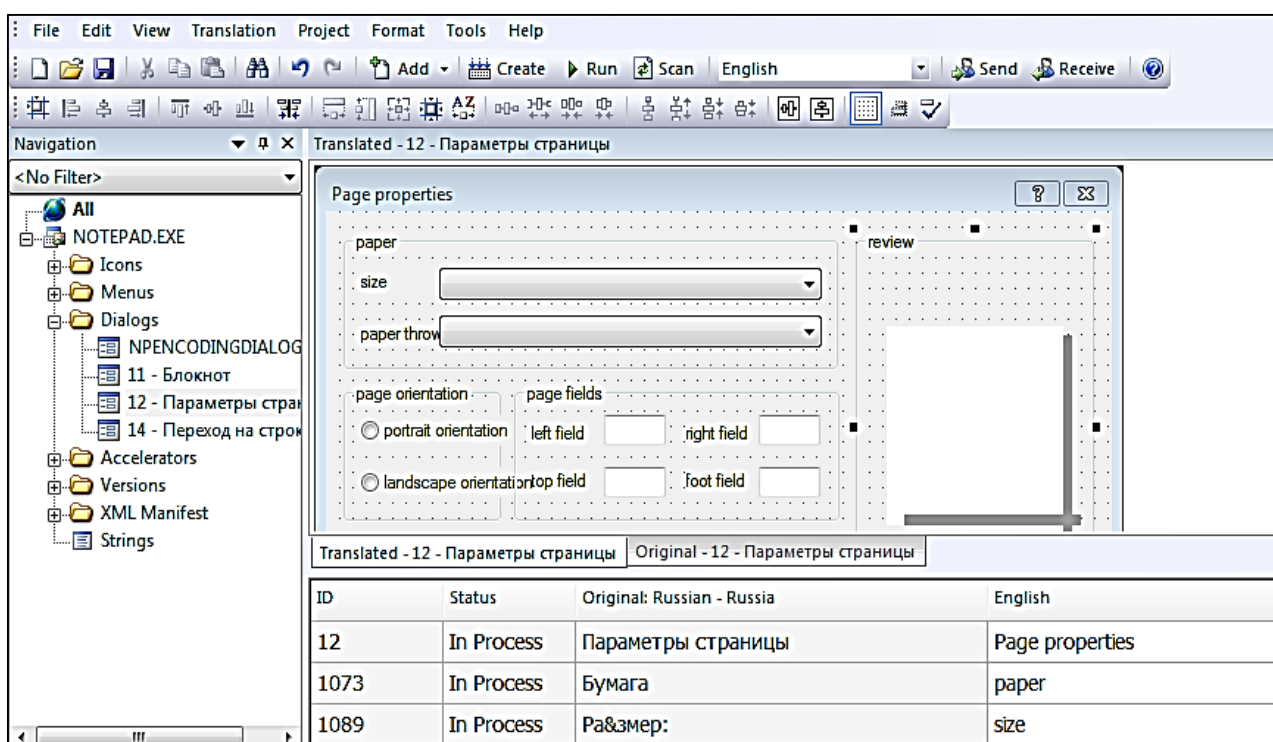 File Edit View Translation Project Format Tools Help
Add Create Run Scan English Send Receive
Navigation
Translated - 12 - Параметры страницы
<No Filter>
All
NOTEPAD.EXE
Icons
Menus
Dialogs
NPENCODINGDIALOG
11 - Блокнот
12 - Параметры стран
14 - Переход на строк
Accelerators
Versions
XML Manifest
Strings
Page properties
paper
size
paper throw
review
page orientation
portrait orientation
landscape orientation
page fields
left field right field
top field foot field
Translated - 12 - Параметры страницы Original - 12 - Параметры страницы
ID Status Original: Russian - Russia English
12 In Process Параметры страницы Page properties
1073 In Process Бумага paper
1089 In Process Ра&змер: size